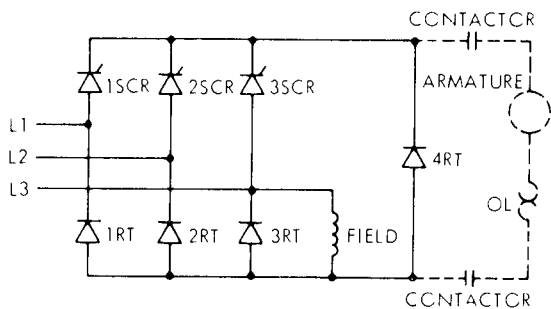 CONTACTOR
1SCR 2SCR 3SCR ARMATURE
L1
L2
L3 4RT
OL
1RT 2RT 3RT FIELD
CONTACTOR